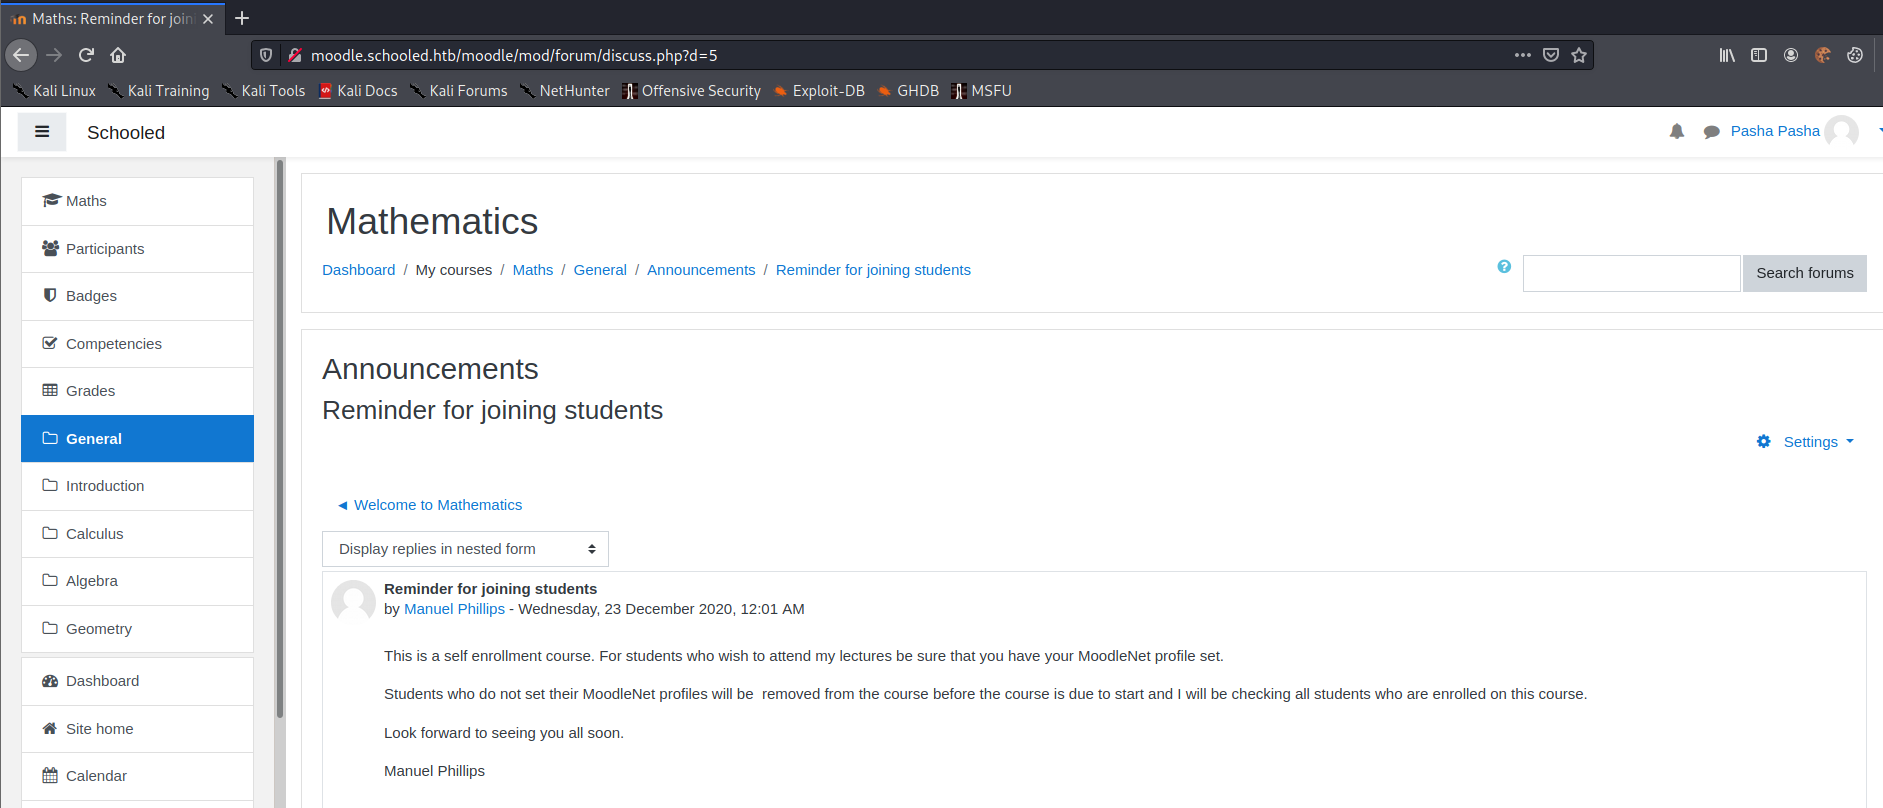 Maths: Reminder for join
moodle.schooled.htb/moodle/mod/forum/discuss.php?d=5
Kali Linux Kali Training Kali Tools Kali Docs Kali Forums NetHunter Offensive Security Exploit-DB GHDB MSFU
Schooled
Pasha Pasha
Maths
Participants
Badges
Competencies
Grades
General
Introduction
Calculus
Algebra
Geometry
Dashboard
Site home
Calendar
Mathematics
Dashboard / My courses / Maths / General / Announcements / Reminder for joining students
Search forums
Announcements
Reminder for joining students
Settings
◄ Welcome to Mathematics
Display replies in nested form
Reminder for joining students
by Manuel Phillips - Wednesday, 23 December 2020, 12:01 AM
This is a self enrollment course. For students who wish to attend my lectures be sure that you have your MoodleNet profile set.
Students who do not set their MoodleNet profiles will be  removed from the course before the course is due to start and I will be checking all students who are enrolled on this course.
Look forward to seeing you all soon.
Manuel Phillips